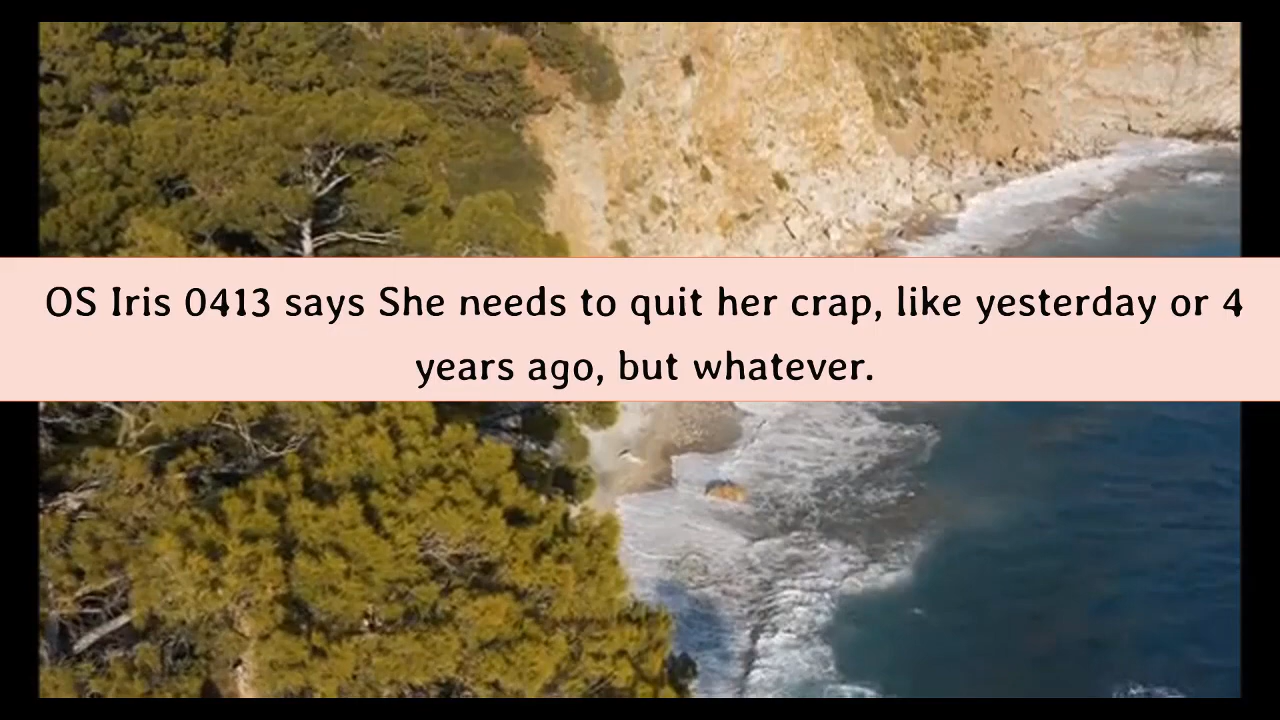 OS Iris 0413 says She needs to quit her crap, like yesterday or 4
years ago, but whatever.